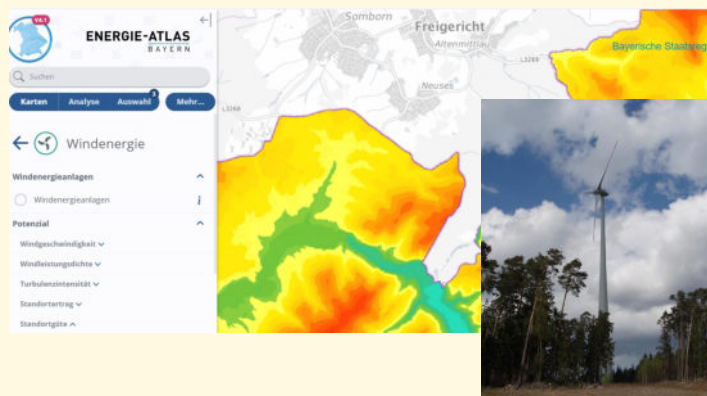 V4.1
ENERGIE-ATLAS
BAYERN
Suchen
Karten
Analyse
Auswahl
3
Mehr...
Windenergie
Windenergieanlagen
Windenergieanlagen
i
Potenzial
Windgeschwindigkeit
Windleistungsdichte
Turbulenzintensität
Standortertrag
Standortgüte
Somborn
Freigericht
Altenmittlau
L3269
Bayerische Staatsreg
Neuses
L3268